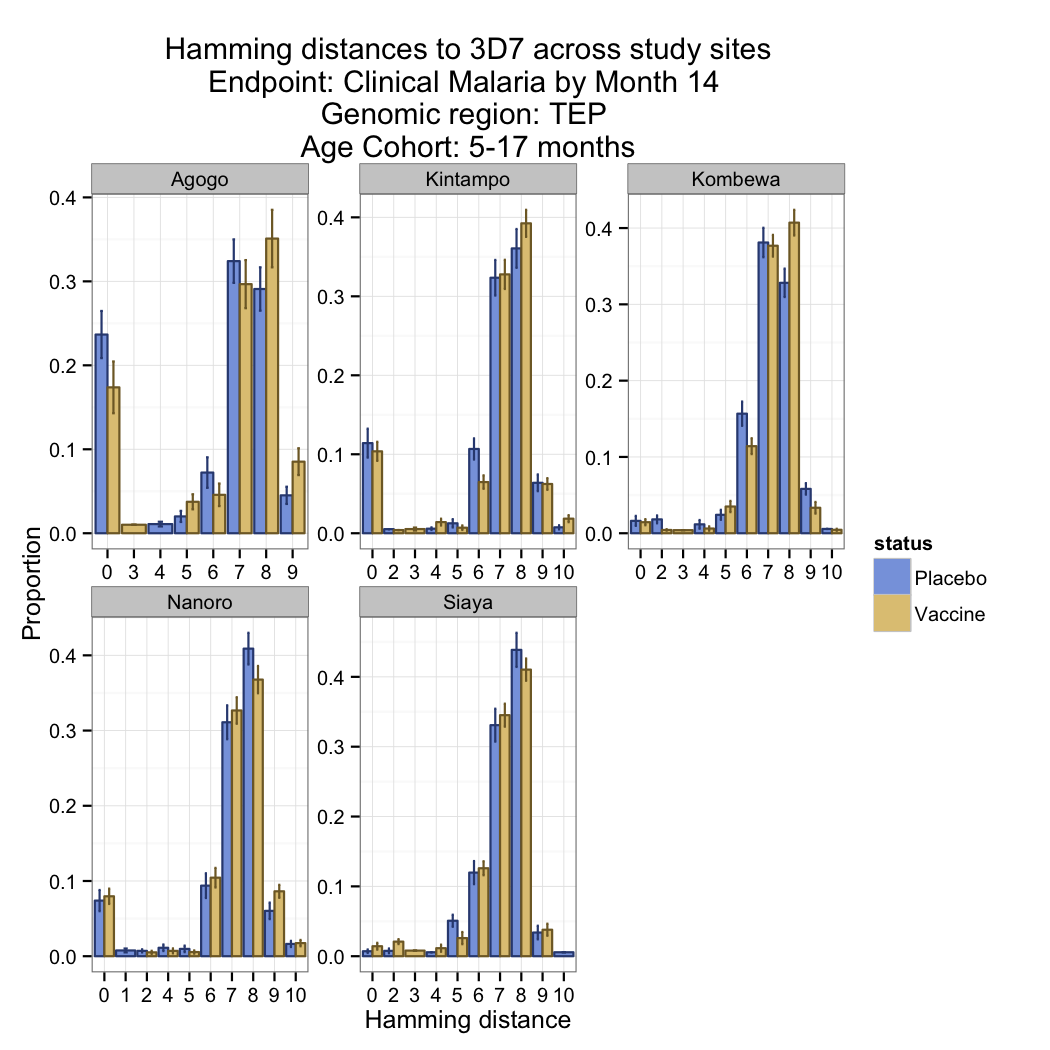 Hamming distances to 3D7 across study sites
Endpoint: Clinical Malaria by Month 14
Genomic region: TEP
Age Cohort: 5-17 months
Agogo
Kintampo
Kombewa
0.4
0.3
0.2
0.1
0.0
0.4
0.3
0.2
0.1
0.0
0.4
0.3
0.2
0.1
0.0
0 3 4 5 6 7 8 9
0 2 3 4 5 6 7 8 9 10
0 2 3 4 5 6 7 8 9 10
Proportion
Nanoro
Siaya
0.4
0.3
0.2
0.1
0.0
0.4
0.3
0.2
0.1
0.0
0 1 2 4 5 6 7 8 9 10
0 2 3 4 5 6 7 8 9 10
Hamming distance
status
Placebo
Vaccine